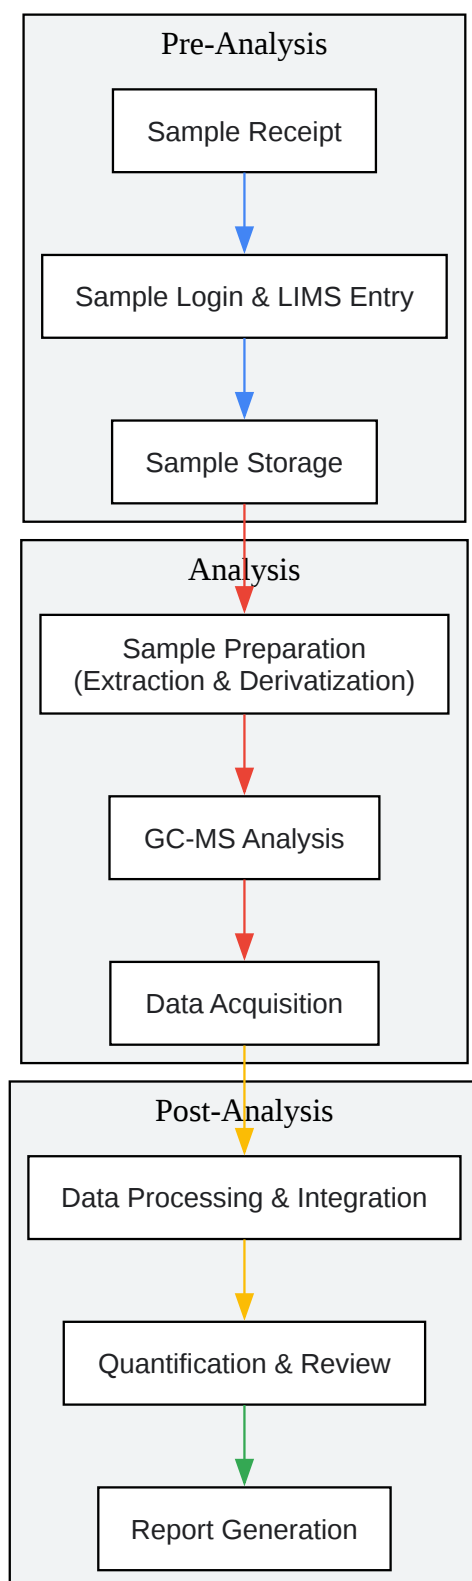 Pre-Analysis
Sample Receipt
Sample Login & LIMS Entry
Sample Storage
Analysis
Sample Preparation
(Extraction & Derivatization)
GC-MS Analysis
Data Acquisition
Post-Analysis
Data Processing & Integration
Quantification & Review
Report Generation